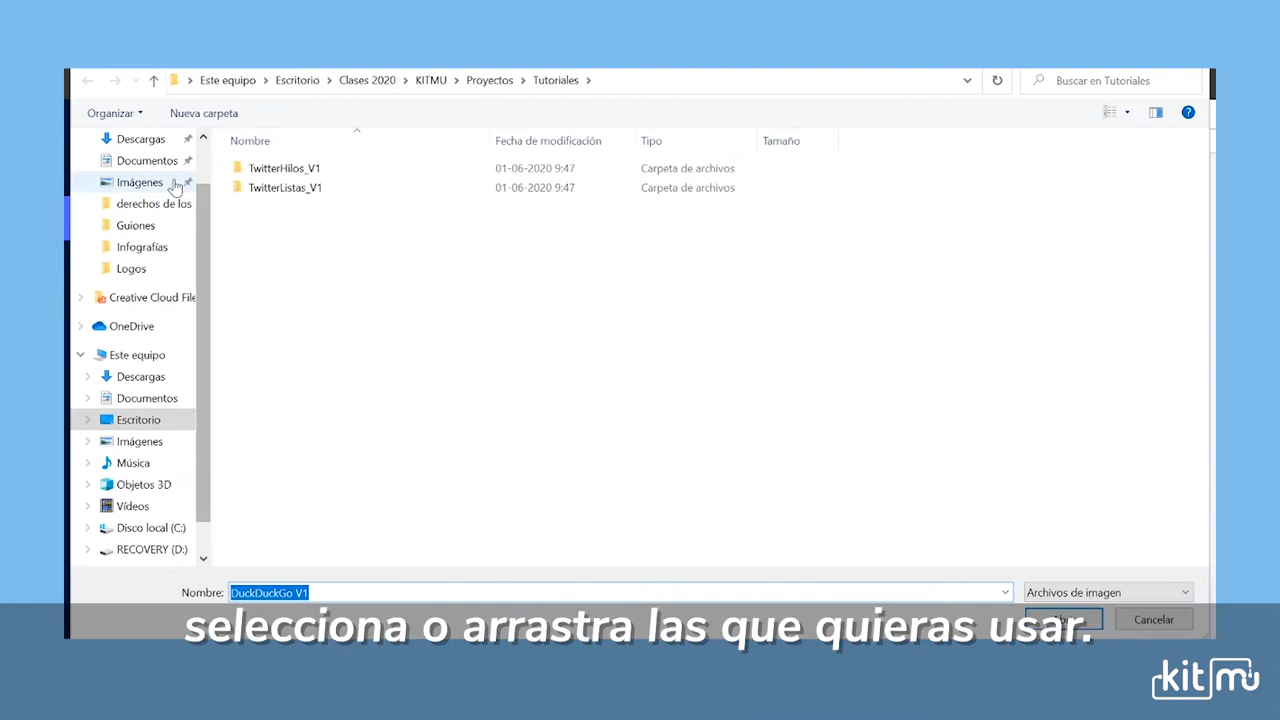 Este equipo > Escritorio > Clases 2020 > KITMU > Proyectos > Tutoriales >
Buscar en Tutoriales
Organizar
Nueva carpeta
Descargas
Documentos
Imágenes
derechos de los
Guiones
Infografías
Logos
Creative Cloud File
OneDrive
Este equipo
Descargas
Documentos
Escritorio
Imágenes
Música
Objetos 3D
Vídeos
Disco local (C:)
RECOVERY (D:)
Nombre Fecha de modificación Tipo Tamaño
TwitterHilos_V1 01-06-2020 9:47 Carpeta de archivos
TwitterListas_V1 01-06-2020 9:47 Carpeta de archivos
Nombre: DuckDuckGo V1 Archivos de imagen
Cancelar
selecciona o arrastra las que quieras usar.
kit mu